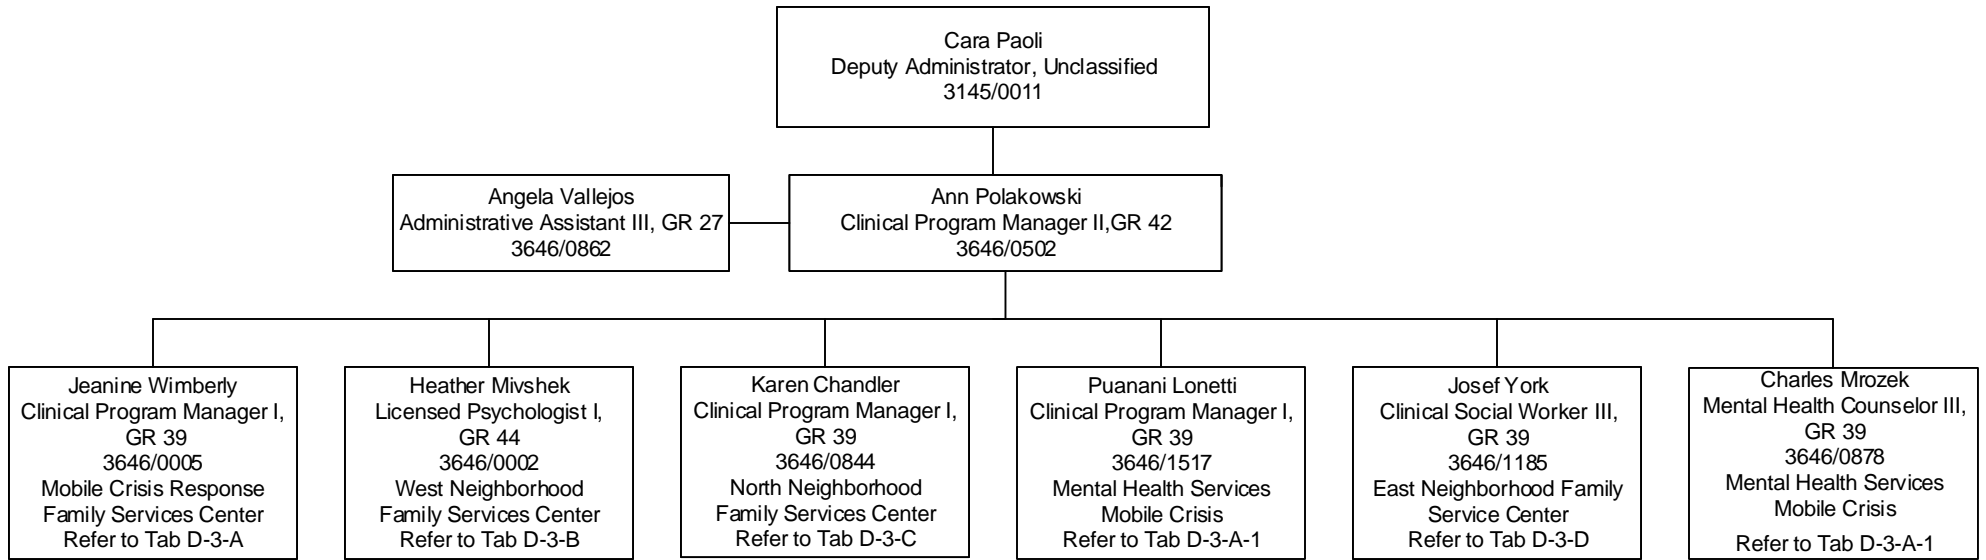 Cara Paoli
Deputy Administrator, Unclassified
3145/0011
Angela Vallejos
Administrative Assistant III, GR 27
3646/0862
Ann Polakowski
Clinical Program Manager II,GR 42
3646/0502
Jeanine Wimberly
Clinical Program Manager I,
GR 39
3646/0005
Mobile Crisis Response
Family Services Center
Refer to Tab D-3-A
Heather Mivshek
Licensed Psychologist I,
GR 44
3646/0002
West Neighborhood
Family Services Center
Refer to Tab D-3-B
Karen Chandler
Clinical Program Manager I,
GR 39
3646/0844
North Neighborhood
Family Services Center
Refer to Tab D-3-C
Puanani Lonetti
Clinical Program Manager I,
GR 39
3646/1517
Mental Health Services
Mobile Crisis
Refer to Tab D-3-A-1
Josef York
Clinical Social Worker III,
GR 39
3646/1185
East Neighborhood Family
Service Center
Refer to Tab D-3-D
Charles Mrozek
Mental Health Counselor III,
GR 39
3646/0878
Mental Health Services
Mobile Crisis
Refer to Tab D-3-A-1